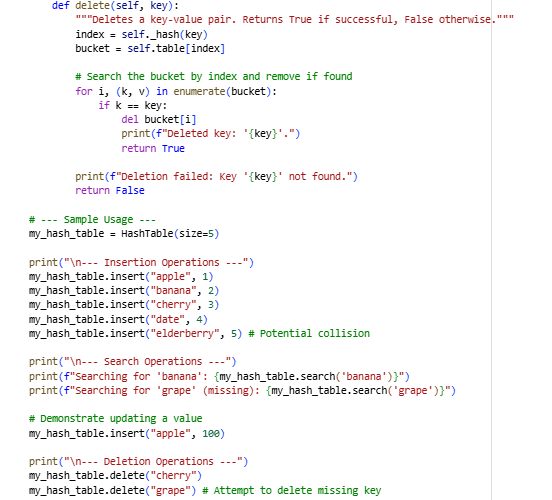 def delete(self, key):
        """Deletes a key-value pair. Returns True if successful, False otherwise."""
        index = self._hash(key)
        bucket = self.table[index]

        # Search the bucket by index and remove if found
        for i, (k, v) in enumerate(bucket):
            if k == key:
                del bucket[i]
                print(f"Deleted key: '{key}'.")
                return True

        print(f"Deletion failed: Key '{key}' not found.")
        return False

# --- Sample Usage ---
my_hash_table = HashTable(size=5)

print("\n--- Insertion Operations ---")
my_hash_table.insert("apple", 1)
my_hash_table.insert("banana", 2)
my_hash_table.insert("cherry", 3)
my_hash_table.insert("date", 4)
my_hash_table.insert("elderberry", 5) # Potential collision

print("\n--- Search Operations ---")
print(f"Searching for 'banana': {my_hash_table.search('banana')}")
print(f"Searching for 'grape' (missing): {my_hash_table.search('grape')}")

# Demonstrate updating a value
my_hash_table.insert("apple", 100)

print("\n--- Deletion Operations ---")
my_hash_table.delete("cherry")
my_hash_table.delete("grape") # Attempt to delete missing key